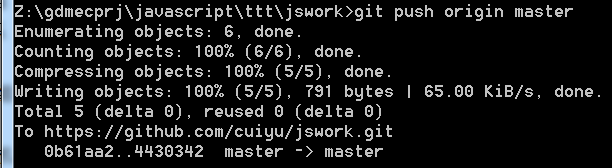 Z:\gdmecprj\javascript\ttt\jswork>git push origin master
Enumerating objects: 6, done.
Counting objects: 100% (6/6), done.
Compressing objects: 100% (5/5), done.
Writing objects: 100% (5/5), 791 bytes | 65.00 KiB/s, done.
Total 5 (delta 0), reused 0 (delta 0)
To https://github.com/cuiyu/jswork.git
   0b61aa2..4430342  master -> master